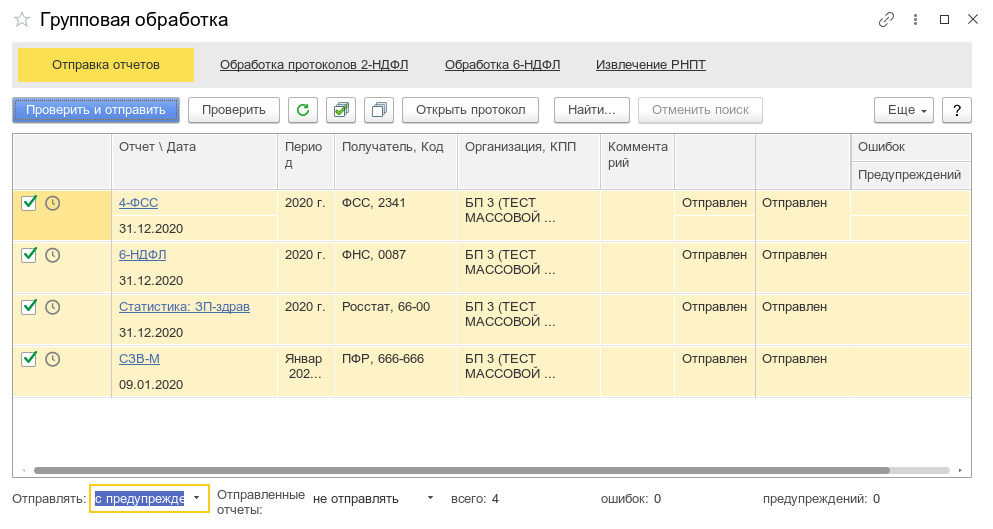 Групповая обработка
Отправка отчетов Обработка протоколов 2-НДФЛ Обработка 6-НДФЛ Извлечение РНПТ
Проверить и отправить Проверить Открыть протокол Найти... Отменить поиск Еще ?
Отчет \ Дата Перио Получатель, Код Организация, КПП Коммента Ошибок
д рий
Предупреждений
4-ФСС 2020 г. ФСС, 2341 БП 3 (ТЕСТ Отправлен Отправлен
МАССОВОЙ ...
31.12.2020
6-НДФЛ 2020 г. ФНС, 0087 БП 3 (ТЕСТ Отправлен Отправлен
МАССОВОЙ ...
31.12.2020
Статистика: ЗП-здрав 2020 г. Росстат, 66-00 БП 3 (ТЕСТ Отправлен Отправлен
МАССОВОЙ ...
31.12.2020
СЗВ-М Январ ПФР, 666-666 БП 3 (ТЕСТ Отправлен Отправлен
202... МАССОВОЙ ...
09.01.2020
Отправлять: с предупрежде Отправленные не отправлять всего: 4 ошибок: 0 предупреждений: 0
отчеты: